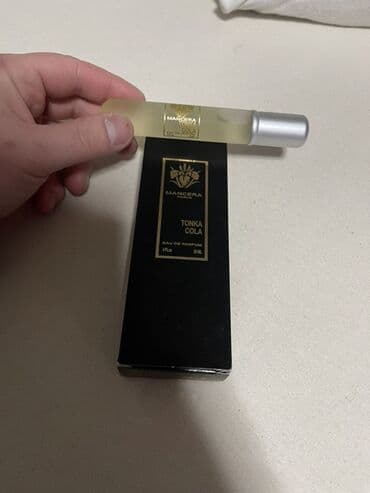 MANCERA
MANCERA
PARIS
TONKA
COLA
EAU DE PARFUM